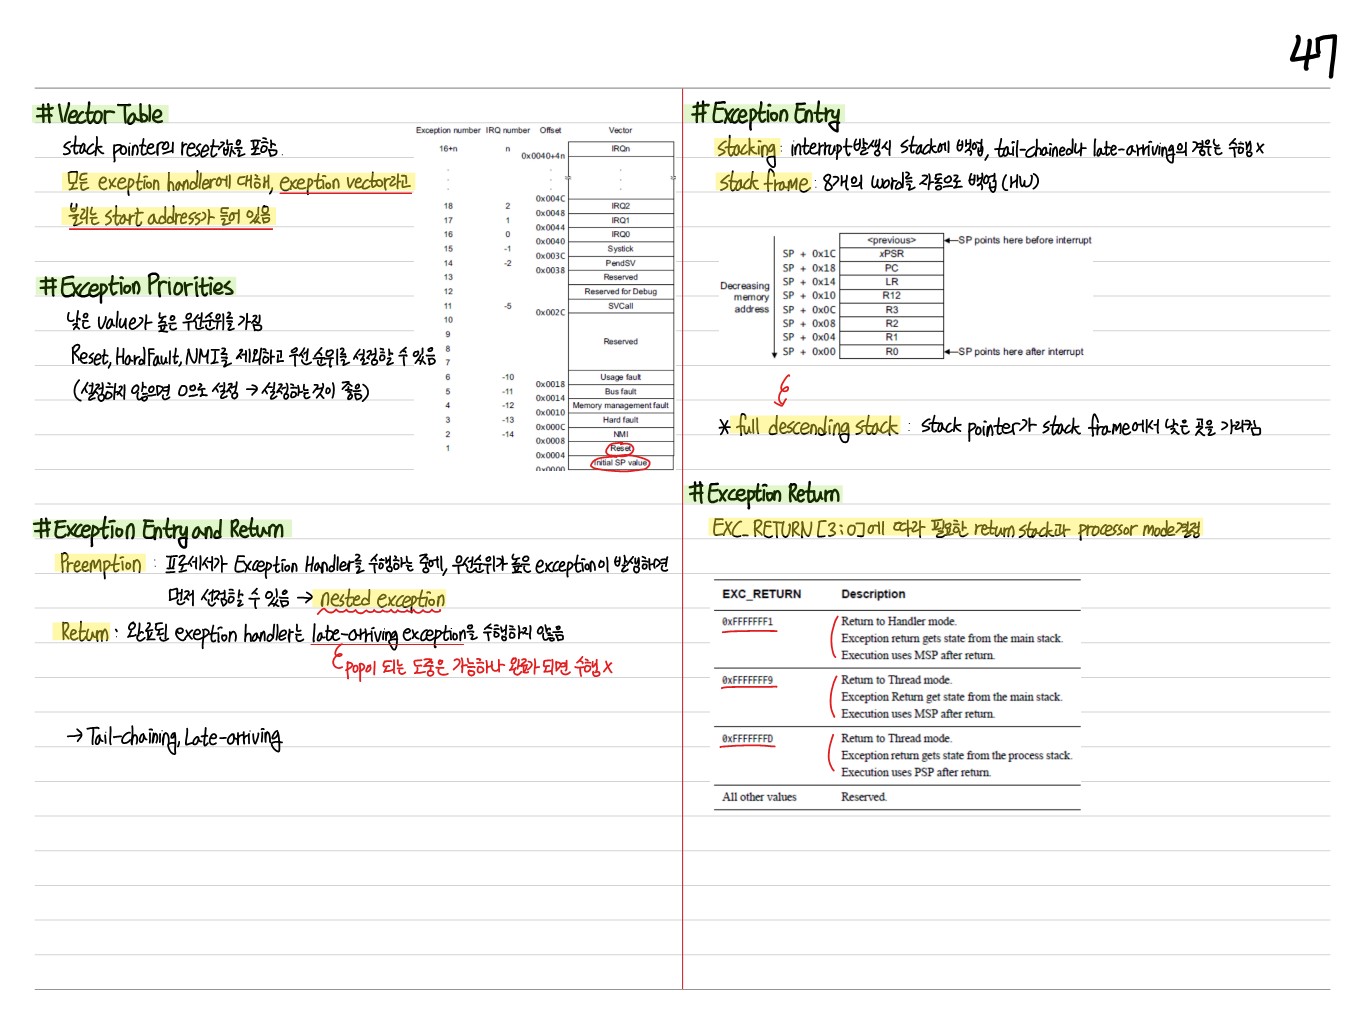 47
# Vector Table
stack pointer의 reset값을 포함.
모든 exeption handler에 대해, exeption vector라고
불리는 start address가 들어 있음
Exception number IRQ number Offset Vector
16+n n IRQn
0x0040+4n
. . . .
. . . .
. . . .
0x004C
18 2 IRQ2
0x0048
17 1 IRQ1
0x0044
16 0 IRQ0
0x0040
15 -1 Systick
0x003C
14 -2 PendSV
0x0038
13 Reserved
12 Reserved for Debug
11 -5 SVCall
0x002C
10
9
Reserved
8
7
6 -10 Usage fault
0x0018
5 -11 Bus fault
0x0014
4 -12 Memory management fault
0x0010
3 -13 Hard fault
0x000C
2 -14 NMI
0x0008
1 Reset
0x0004
Initial SP value
0x0000
# Exception Priorities
낮은 value가 높은 우선순위를 가짐
Reset, HardFault, NMI를 제외하고 우선 순위를 설정할 수 있음
(설정하지 않으면 0으로 설정 → 설정하는 것이 좋음)
# Exception Entry and Return
Preemption : 프로세서가 Exception Handler를 수행하는 중에, 우선순위가 높은 exception이 발생하면
먼저 선점할 수 있음 → nested exception
Return : 완료된 exeption handler는 late-arriving exception을 수행하지 않음
pop이 되는 도중은 가능하나 완료가 되면 수행 x
→ Tail-chaining, Late-arriving
# Exception Entry
stacking : interrupt 발생시 stack에 백업, tail-chained나 late-arriving의 경우는 수행 x
stack frame : 8개의 word를 자동으로 백업 (HW)
<previous> ←SP points here before interrupt
SP + 0x1C xPSR
SP + 0x18 PC
SP + 0x14 LR
Decreasing memory address
SP + 0x10 R12
SP + 0x0C R3
SP + 0x08 R2
SP + 0x04 R1
SP + 0x00 R0 ←SP points here after interrupt
* full descending stack : stack pointer가 stack frame에서 낮은 곳을 가리킴
# Exception Return
EXC_RETURN [3:0]에 따라 필요한 return stack과 processor mode 결정
EXC_RETURN Description
0xFFFFFFF1 Return to Handler mode.
Exception return gets state from the main stack.
Execution uses MSP after return.
0xFFFFFFF9 Return to Thread mode.
Exception Return get state from the main stack.
Execution uses MSP after return.
0xFFFFFFFD Return to Thread mode.
Exception return gets state from the process stack.
Execution uses PSP after return.
All other values Reserved.